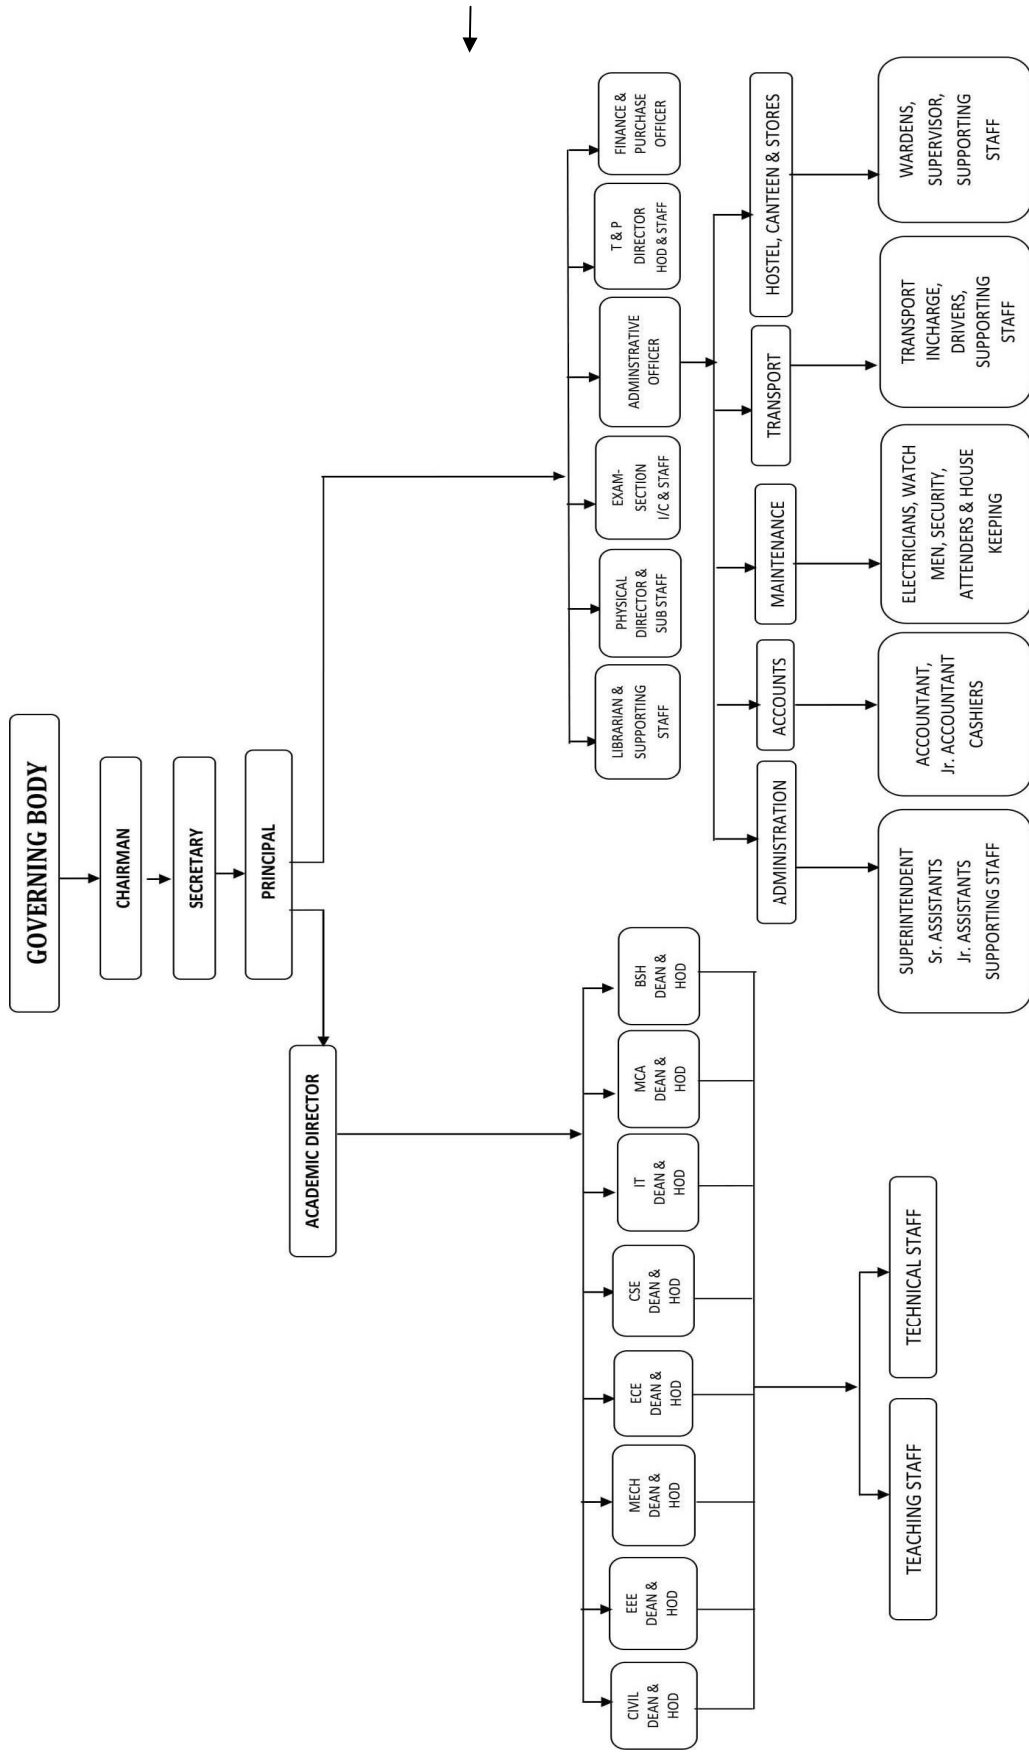 GOVERNING BODY
CHAIRMAN
SECRETARY
PRINCIPAL
ACADEMIC DIRECTOR
CIVIL
DEAN &
HOD
EEE
DEAN &
HOD
MECH
DEAN &
HOD
ECE
DEAN &
HOD
CSE
DEAN &
HOD
IT
DEAN &
HOD
MCA
DEAN &
HOD
BSH
DEAN &
HOD
TEACHING STAFF
TECHNICAL STAFF
LIBRARIAN &
SUPPORTING
STAFF
PHYSICAL
DIRECTOR &
SUB STAFF
EXAM-
SECTION
I/C & STAFF
ADMINSTRATIVE
OFFICER
T & P
DIRECTOR
HOD & STAFF
FINANCE &
PURCHASE
OFFICER
ADMINISTRATION
ACCOUNTS
MAINTENANCE
TRANSPORT
HOSTEL, CANTEEN & STORES
SUPERINTENDENT
Sr. ASSISTANTS
Jr. ASSISTANTS
SUPPORTING STAFF
ACCOUNTANT,
Jr. ACCOUNTANT
CASHIERS
ELECTRICIANS, WATCH
MEN, SECURITY,
ATTENDERS & HOUSE
KEEPING
TRANSPORT
INCHARGE,
DRIVERS,
SUPPORTING
STAFF
WARDENS,
SUPERVISOR,
SUPPORTING
STAFF